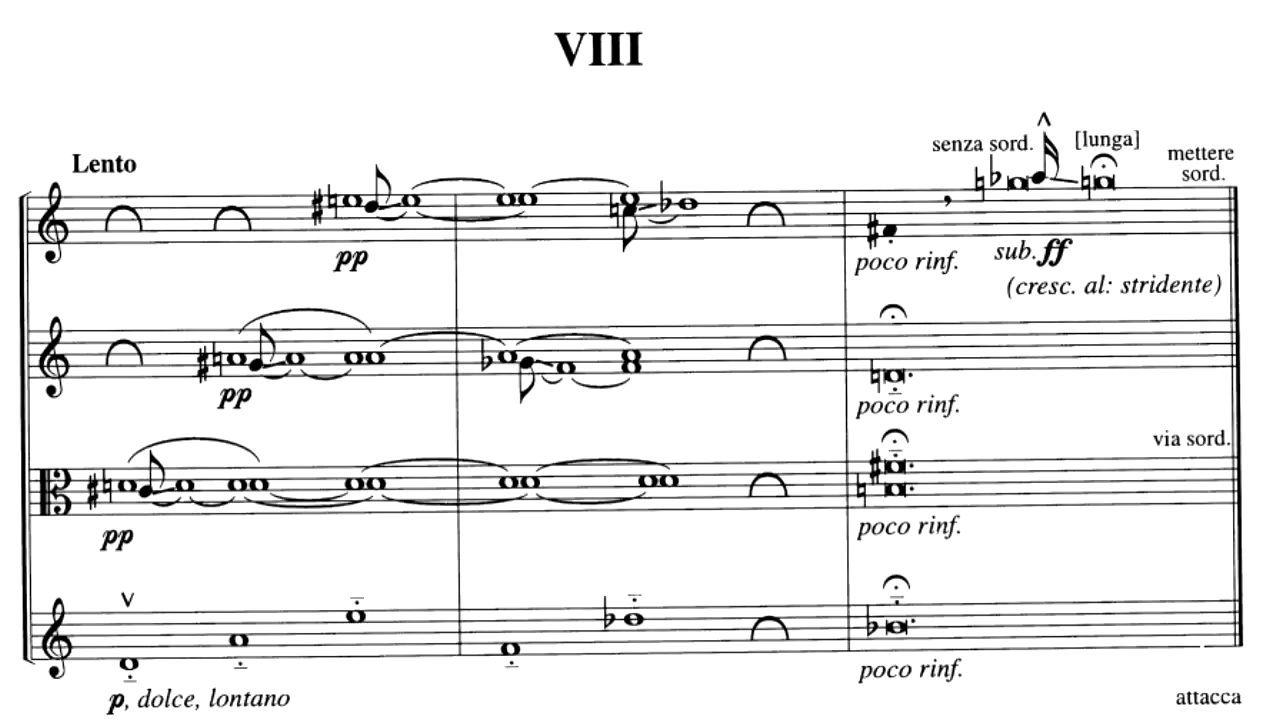 VIII
Lento
senza sord.
[lunga]
mettere
sord.
pp
poco rinf.
sub. ff
(cresc. al: stridente)
pp
poco rinf.
via sord.
pp
poco rinf.
p, dolce, lontano
poco rinf.
attacca